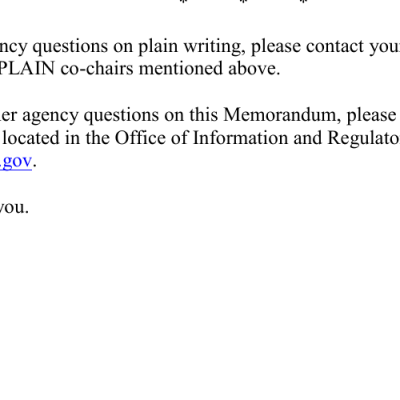 * * *
ncy questions on plain writing, please contact you
PLAIN co-chairs mentioned above.
er agency questions on this Memorandum, please
located in the Office of Information and Regulato
.gov.
you.